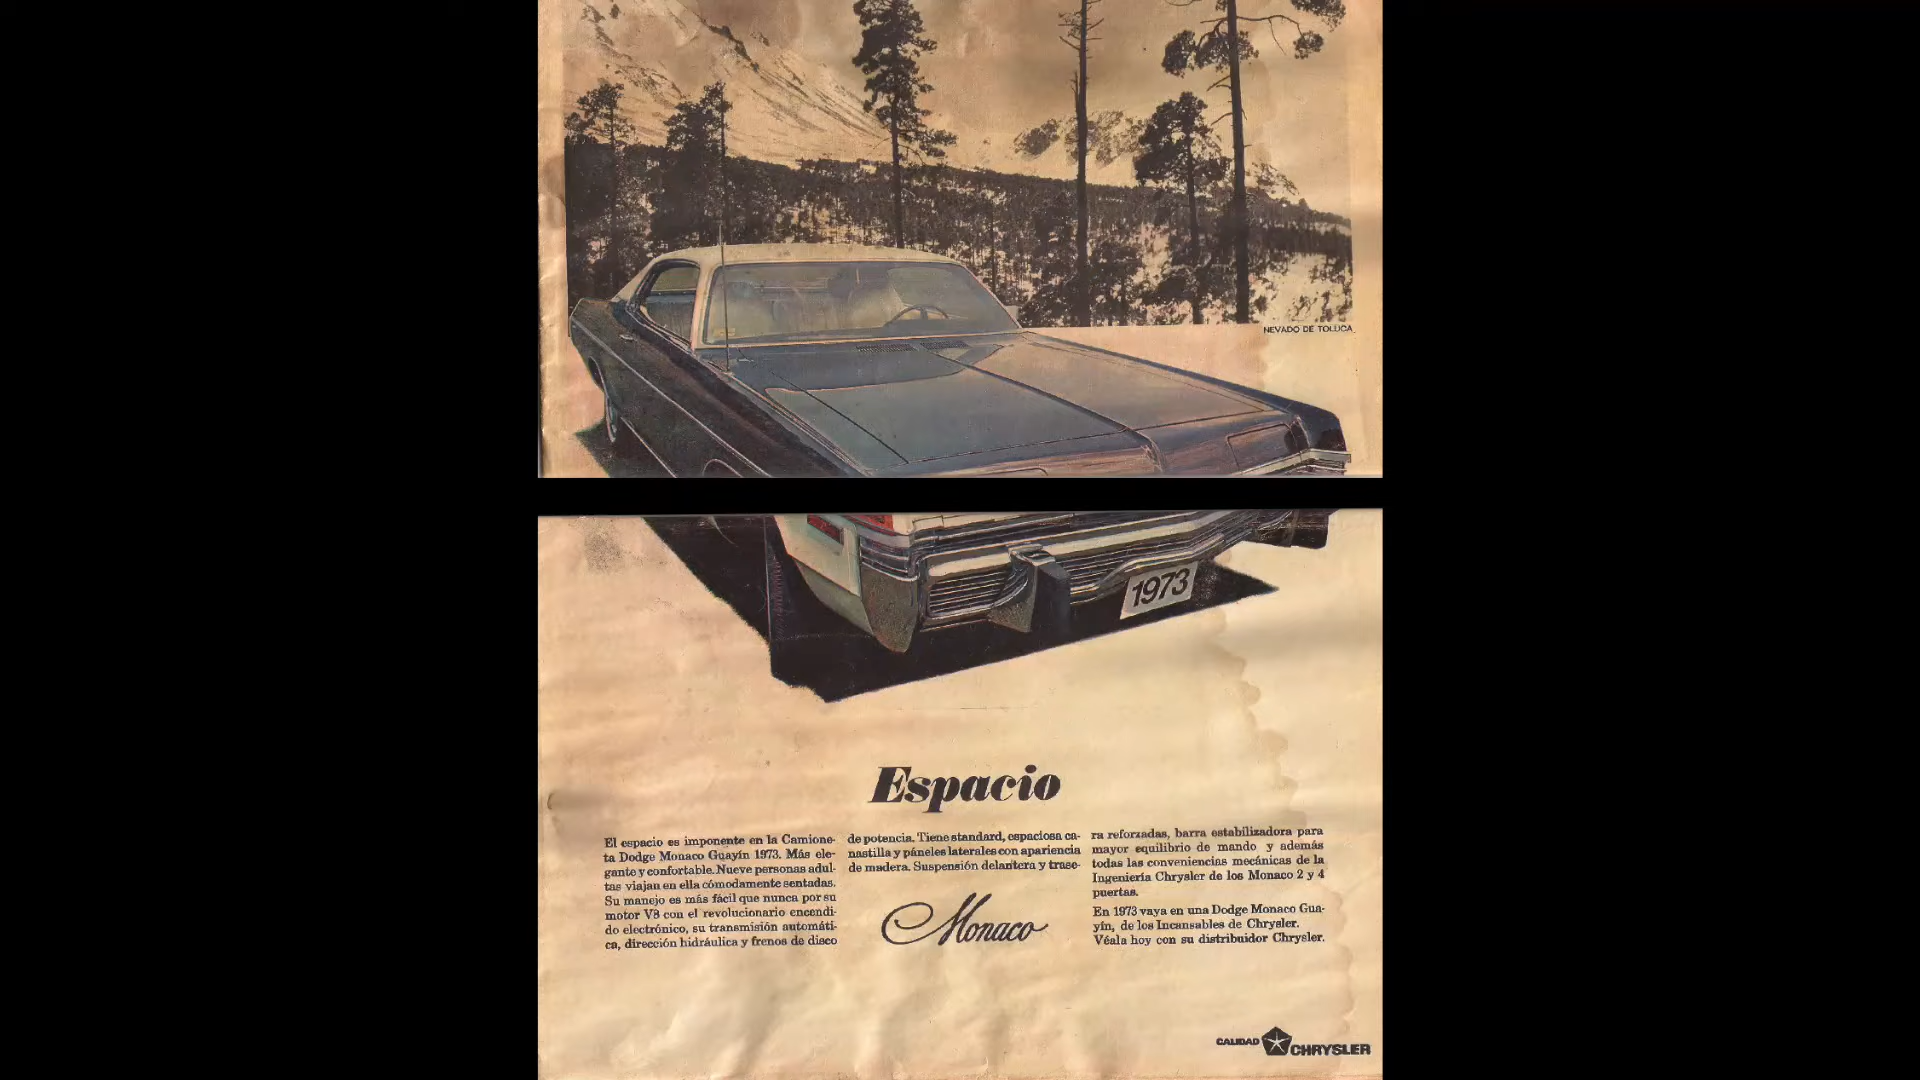 NEVADO DE TOLUCA
1973
Espacio
El espacio es imponente en la Camione-
ta Dodge Monaco Guayín 1973. Más ele-
gante y confortable. Nueve personas adul-
tas viajan en ella cómodamente sentadas.
Su manejo es más fácil que nunca por su
motor V8 con el revolucionario encendi-
do electrónico, su transmisión automáti-
ca, dirección hidráulica y frenos de disco
de potencia. Tiene standard, espaciosa ca-
nastilla y páneles laterales con apariencia
de madera. Suspensión delantera y trase-
Monaco
ra reforzadas, barra estabilizadora para
mayor equilibrio de mando y además
todas las conveniencias mecánicas de la
Ingeniería Chrysler de los Monaco 2 y 4
puertas.
En 1973 vaya en una Dodge Monaco Gua-
yín, de los Incansables de Chrysler.
Véala hoy con su distribuidor Chrysler.
CALIDAD CHRYSLER